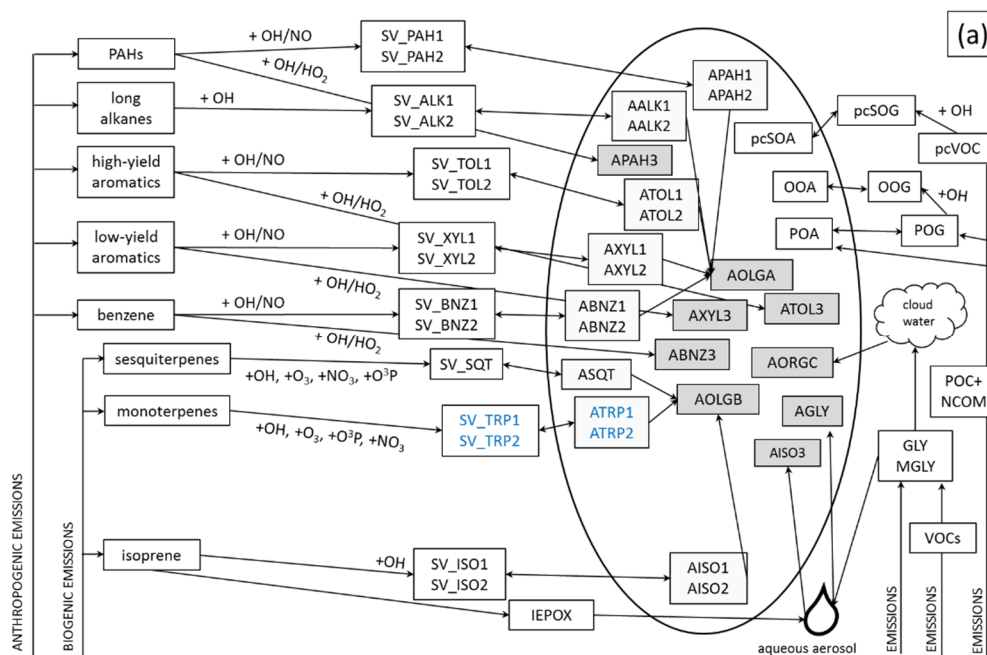 (a)
PAHs
+ OH/NO
SV_PAH1
SV_PAH2
+ OH/HO₂
APAH1
APAH2
long
alkanes
+ OH
SV_ALK1
SV_ALK2
AALK1
AALK2
APAH3
pcSOG
+ OH
pcSOA
pcVOC
high-yield
aromatics
+ OH/NO
SV_TOL1
SV_TOL2
+ OH/HO₂
ATOL1
ATOL2
OOA
OOG
+OH
POA
POG
low-yield
aromatics
+ OH/NO
SV_XYL1
SV_XYL2
+ OH/HO₂
AXYL1
AXYL2
AOLGA
benzene
+ OH/NO
SV_BNZ1
SV_BNZ2
+ OH/HO₂
ABNZ1
ABNZ2
AXYL3
ATOL3
cloud
water
ABNZ3
AORGC
sesquiterpenes
+OH, +O₃, +NO₃, +O³P
SV_SQT
ASQT
AOLGB
POC+
NCOM
monoterpenes
+OH, +O₃, +O³P, +NO₃
SV_TRP1
SV_TRP2
ATRP1
ATRP2
AGLY
AISO3
GLY
MGLY
VOCs
isoprene
+OH
SV_ISO1
SV_ISO2
AISO1
AISO2
IEPOX
aqueous aerosol
ANTHROPOGENIC EMISSIONS
BIOGENIC EMISSIONS
EMISSIONS
EMISSIONS
EMISSIONS